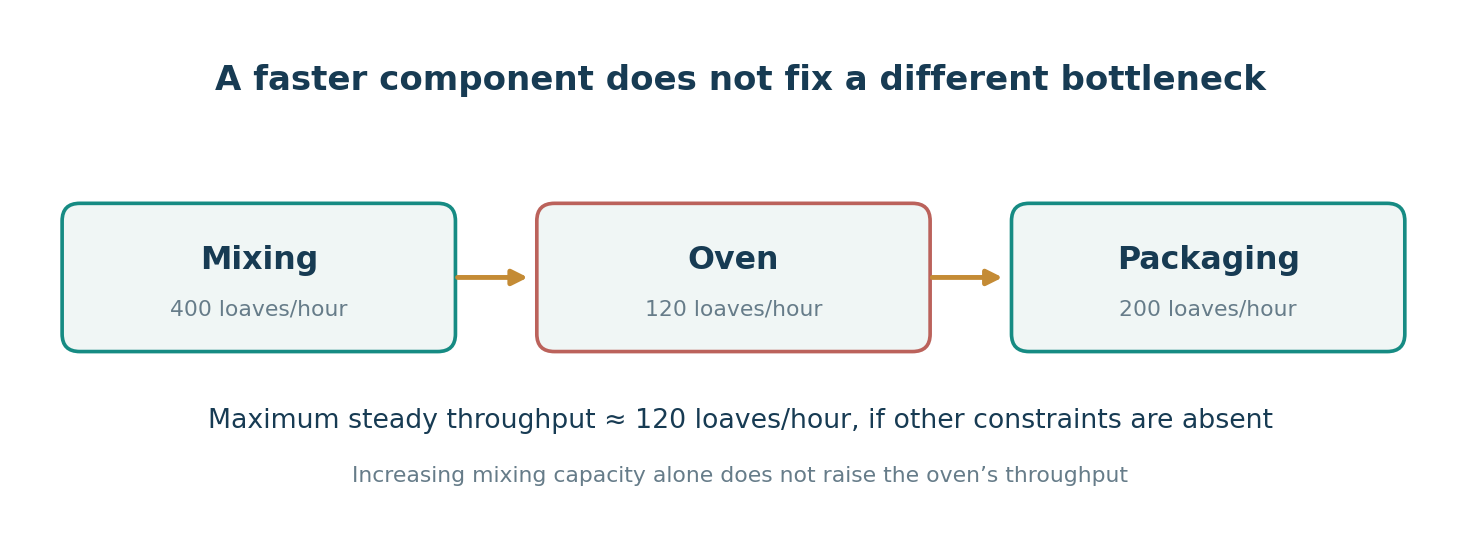 A faster component does not fix a different bottleneck
Mixing
400 loaves/hour
Oven
120 loaves/hour
Packaging
200 loaves/hour
Maximum steady throughput ≈ 120 loaves/hour, if other constraints are absent
Increasing mixing capacity alone does not raise the oven’s throughput